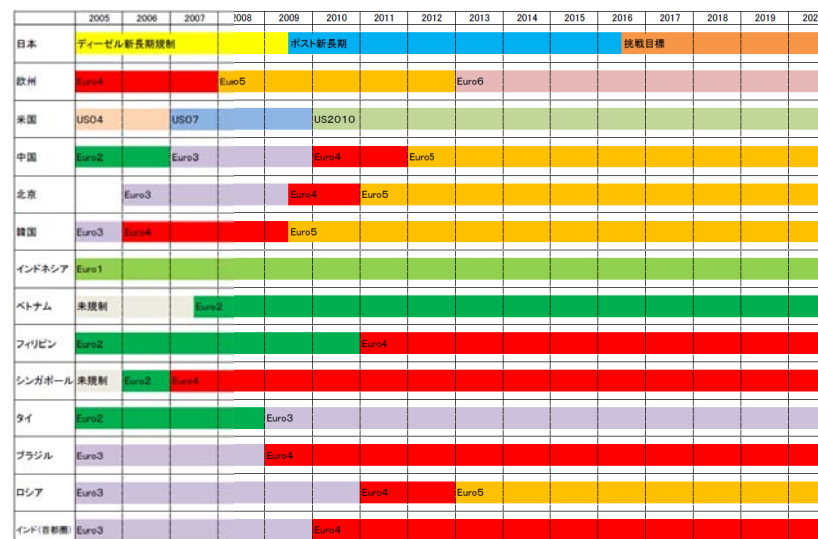 2005 2006 2007 2008 2009 2010 2011 2012 2013 2014 2015 2016 2017 2018 2019 202
日本 ディーゼル新長期規制 ポスト新長期 挑戦目標
欧州 Euro4 Euro5 Euro6
米国 US04 US07 US2010
中国 Euro2 Euro3 Euro4 Euro5
北京 Euro3 Euro4 Euro5
韓国 Euro3 Euro4 Euro5
インドネシア Euro1
ベトナム 未規制 Euro2
フィリピン Euro2 Euro4
シンガポール 未規制 Euro2 Euro4
タイ Euro2 Euro3
ブラジル Euro3 Euro4
ロシア Euro3 Euro4 Euro5
インド(首都圏) Euro3 Euro4